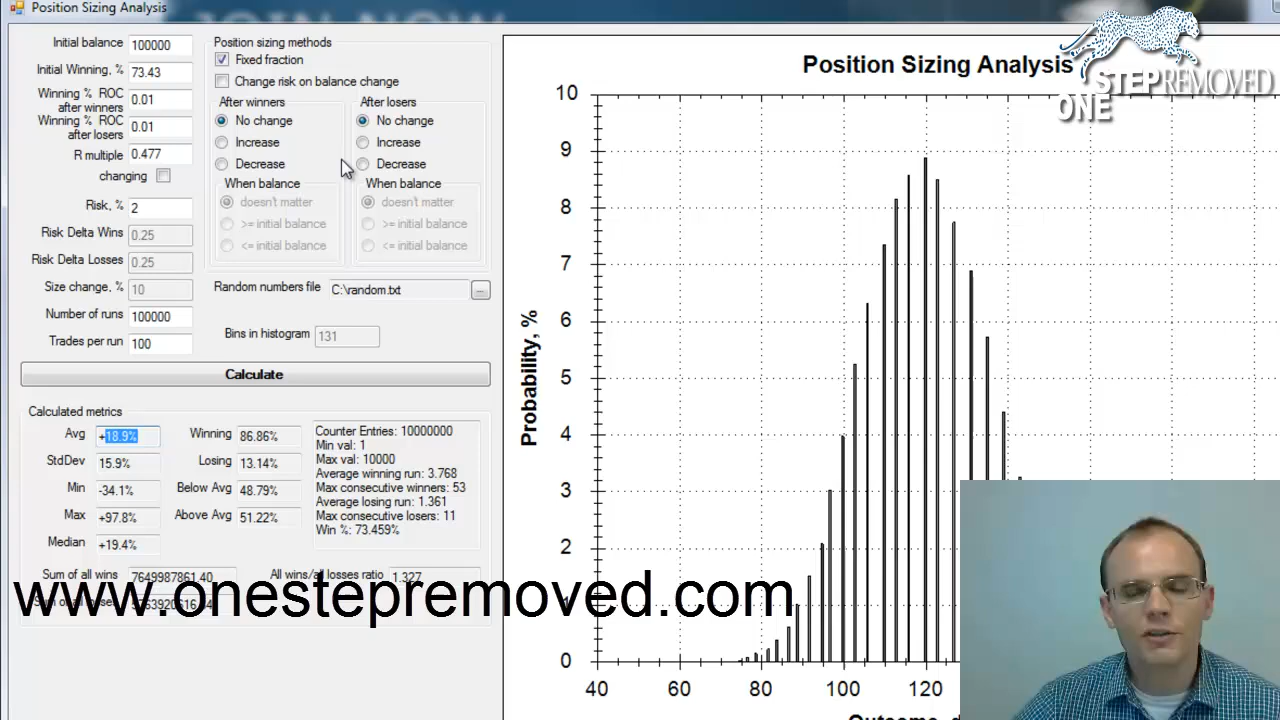 Position Sizing Analysis
Initial balance 100000
Initial Winning, % 73.43
Winning % ROC after winners 0.01
Winning % ROC after losers 0.01
R multiple 0.477
changing
Risk, % 2
Risk Delta Wins 0.25
Risk Delta Losses 0.25
Size change, % 10
Number of runs 100000
Trades per run 100
Position sizing methods
Fixed fraction
Change risk on balance change
After winners
No change
Increase
Decrease
When balance
doesn't matter
>= initial balance
<= initial balance
After losers
No change
Increase
Decrease
When balance
doesn't matter
>= initial balance
<= initial balance
Random numbers file C:\random.txt ...
Bins in histogram 131
Calculate
Calculated metrics
Avg +18.9%
StdDev 15.9%
Min -34.1%
Max +97.8%
Median +19.4%
Winning 86.86%
Losing 13.14%
Below Avg 48.79%
Above Avg 51.22%
Counter Entries: 10000000
Min val: 1
Max val: 10000
Average winning run: 3.768
Max consecutive winners: 53
Average losing run: 1.361
Max consecutive losers: 11
Win %: 73.459%
Sum of all wins 7649987861.40
All wins/all losses ratio 1.327
www.onestepremoved.com
Position Sizing Analysis
ONE STEPREMOVED
Probability, %
10
9
8
7
6
5
4
3
2
1
0
40 60 80 100 120